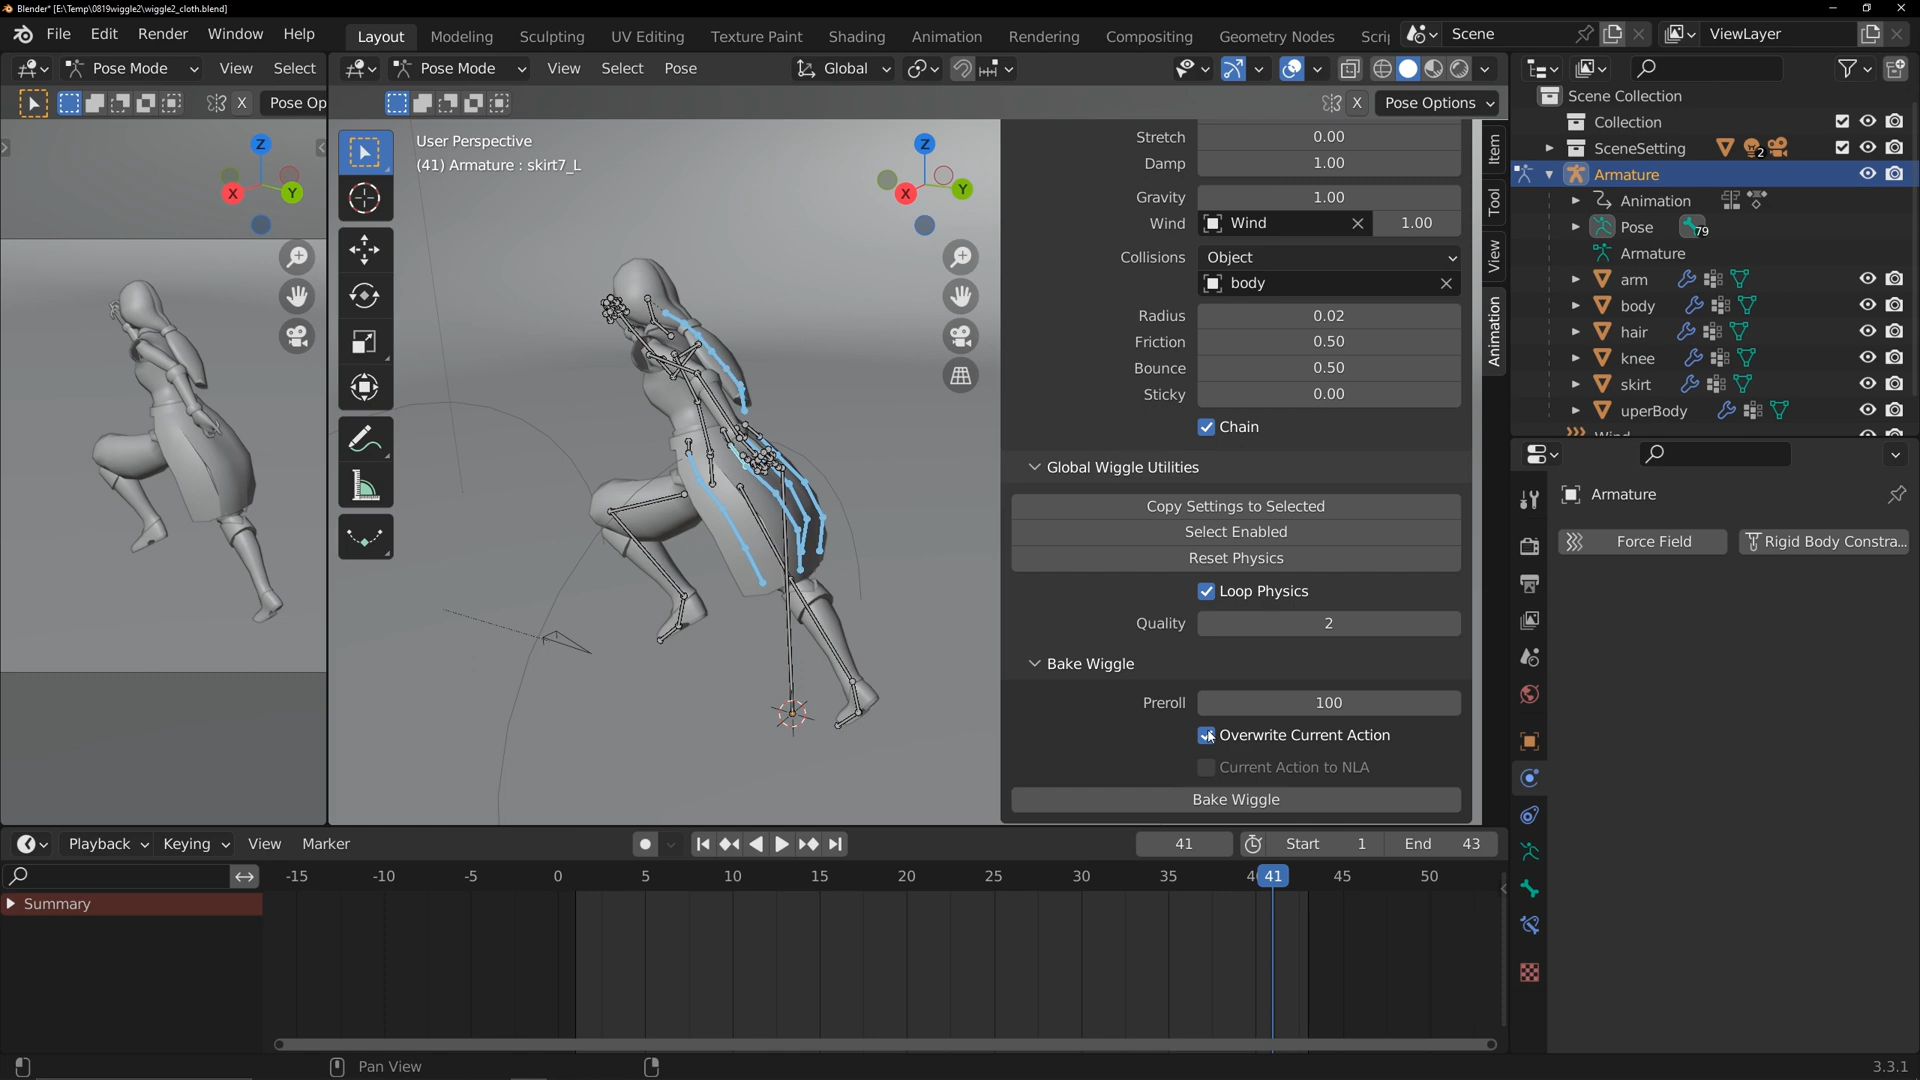 Blender* [E:\Temp\0819wiggle2\wiggle2_cloth.blend]
File Edit Render Window Help
Layout Modeling Sculpting UV Editing Texture Paint Shading Animation Rendering Compositing Geometry Nodes Scrip
Scene
ViewLayer
Pose Mode View Select
Pose Mode View Select Pose
Global
X Pose Op
X Pose Options
User Perspective
(41) Armature : skirt7_L
Z
X
Y
Z
X
Y
Stretch 0.00
Damp 1.00
Gravity 1.00
Wind Wind 1.00
Collisions Object
body
Radius 0.02
Friction 0.50
Bounce 0.50
Sticky 0.00
Chain
Global Wiggle Utilities
Copy Settings to Selected
Select Enabled
Reset Physics
Loop Physics
Quality 2
Bake Wiggle
Preroll 100
Overwrite Current Action
Current Action to NLA
Bake Wiggle
Item
Tool
View
Animation
Scene Collection
Collection
SceneSetting 2
Armature
Animation
Pose 79
Armature
arm
body
hair
knee
skirt
uperBody
Wind
Armature
Force Field Rigid Body Constra...
Playback Keying View Marker
41 Start 1 End 43
-15 -10 -5 0 5 10 15 20 25 30 35 4 41 45 50
Summary
Pan View
3.3.1